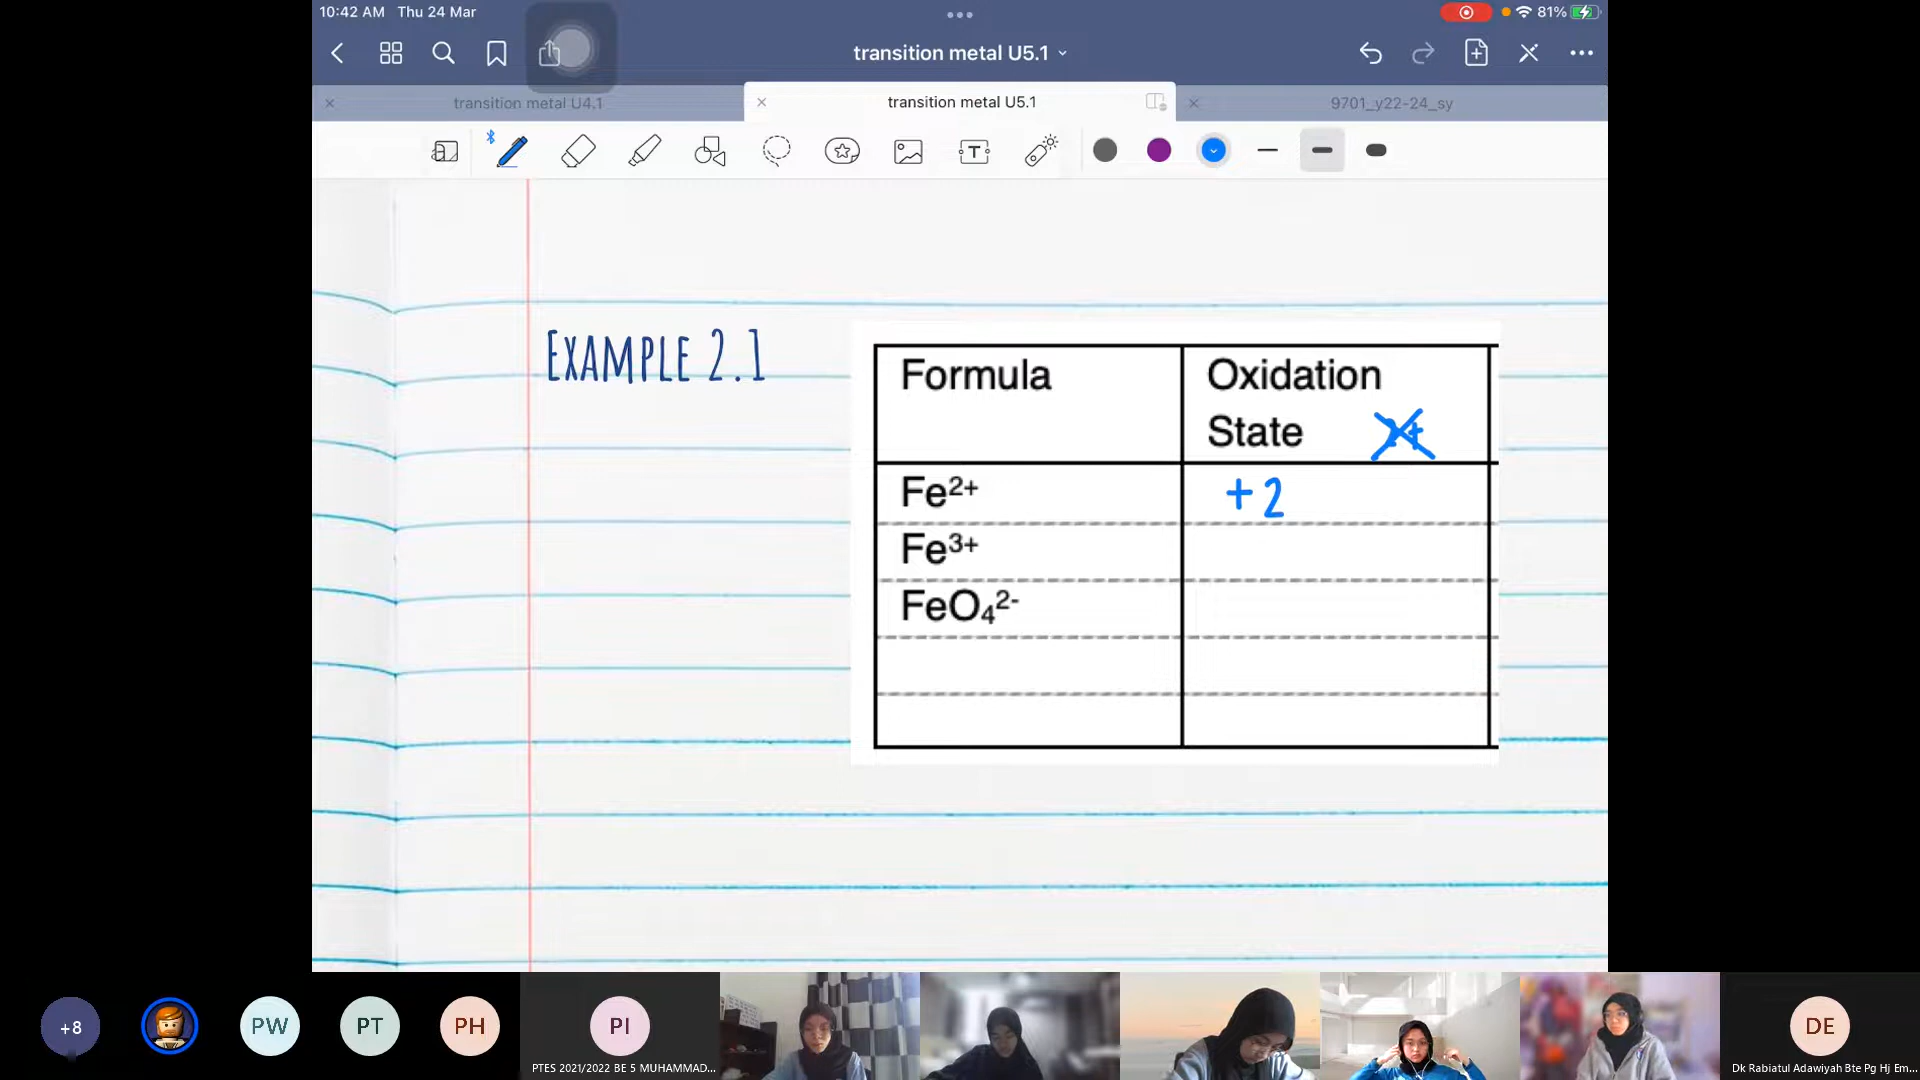 10:42 AM Thu 24 Mar
81%
transition metal U5.1
transition metal U4.1
transition metal U5.1
9701_y22-24_sy
EXAMPLE 2.1
Formula
Oxidation
State
Fe²⁺
+2
Fe³⁺
FeO₄²⁻
+8
PW
PT
PH
PI
PTES 2021/2022 BE 5 MUHAMMAD...
DE
Dk Rabiatul Adawiyah Bte Pg Hj Em...